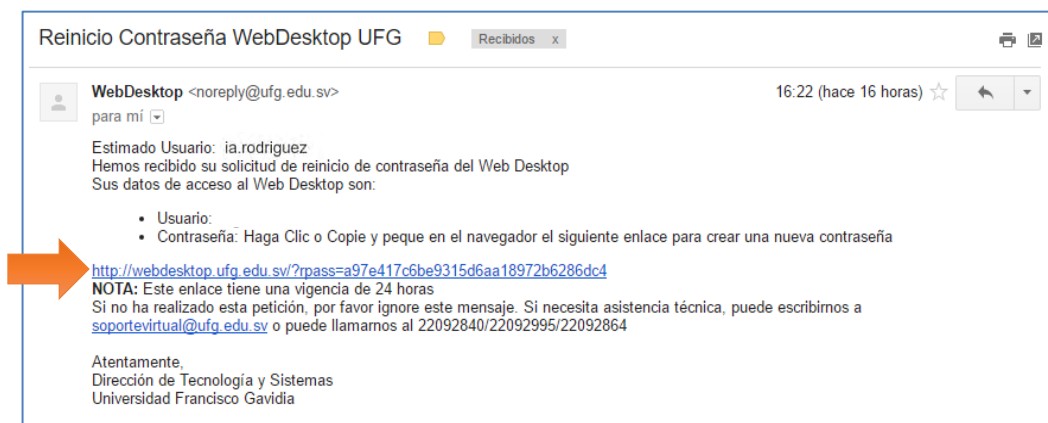 Reinicio Contraseña WebDesktop UFG Recibidos x
WebDesktop <noreply@ufg.edu.sv> 16:22 (hace 16 horas)
para mí
Estimado Usuario: ia.rodriguez
Hemos recibido su solicitud de reinicio de contraseña del Web Desktop
Sus datos de acceso al Web Desktop son:
• Usuario:
• Contraseña: Haga Clic o Copie y peque en el navegador el siguiente enlace para crear una nueva contraseña
http://webdesktop.ufg.edu.sv/?rpass=a97e417c6be9315d6aa18972b6286dc4
NOTA: Este enlace tiene una vigencia de 24 horas
Si no ha realizado esta petición, por favor ignore este mensaje. Si necesita asistencia técnica, puede escribirnos a
soportevirtual@ufg.edu.sv o puede llamarnos al 22092840/22092995/22092864
Atentamente,
Dirección de Tecnología y Sistemas
Universidad Francisco Gavidia